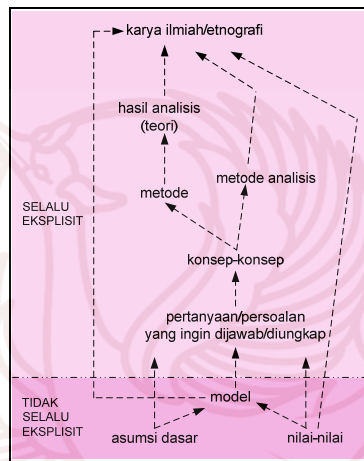 karya ilmiah/etnografi
hasil analisis
(teori)
metode analisis
metode
SELALU
EKSPLISIT
konsep-konsep
pertanyaan/persoalan
yang ingin dijawab/diungkap
TIDAK
SELALU
EKSPLISIT
model
asumsi dasar
nilai-nilai